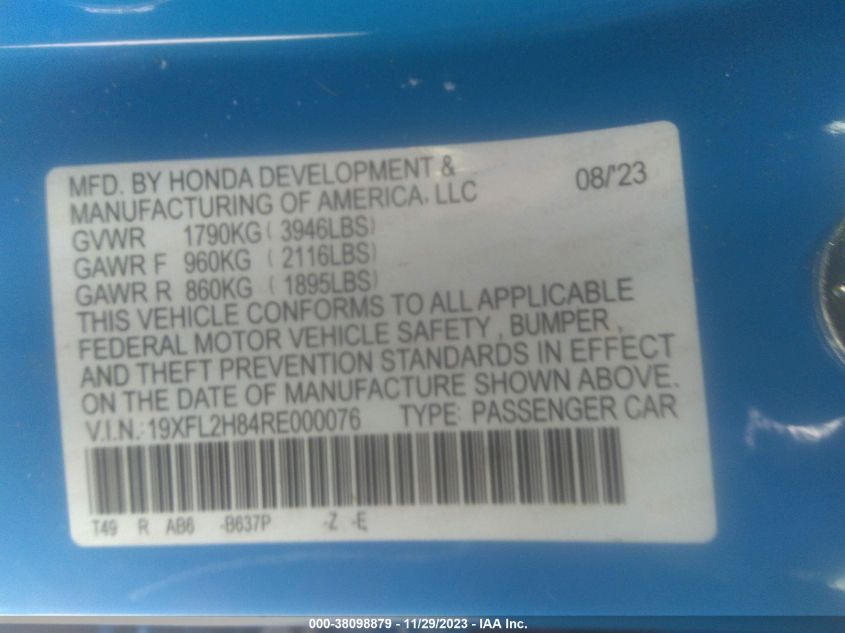 MFD. BY HONDA DEVELOPMENT & 08/'23
MANUFACTURING OF AMERICA, LLC
GVWR 1790KG ( 3946LBS)
GAWR F 960KG ( 2116LBS)
GAWR R 860KG ( 1895LBS)
THIS VEHICLE CONFORMS TO ALL APPLICABLE
FEDERAL MOTOR VEHICLE SAFETY , BUMPER ,
AND THEFT PREVENTION STANDARDS IN EFFECT
ON THE DATE OF MANUFACTURE SHOWN ABOVE.
V.I.N.: 19XFL2H84RE000076 TYPE: PASSENGER CAR
T49 R AB6 -B637P -Z -E
000-38098879 - 11/29/2023 - IAA Inc.